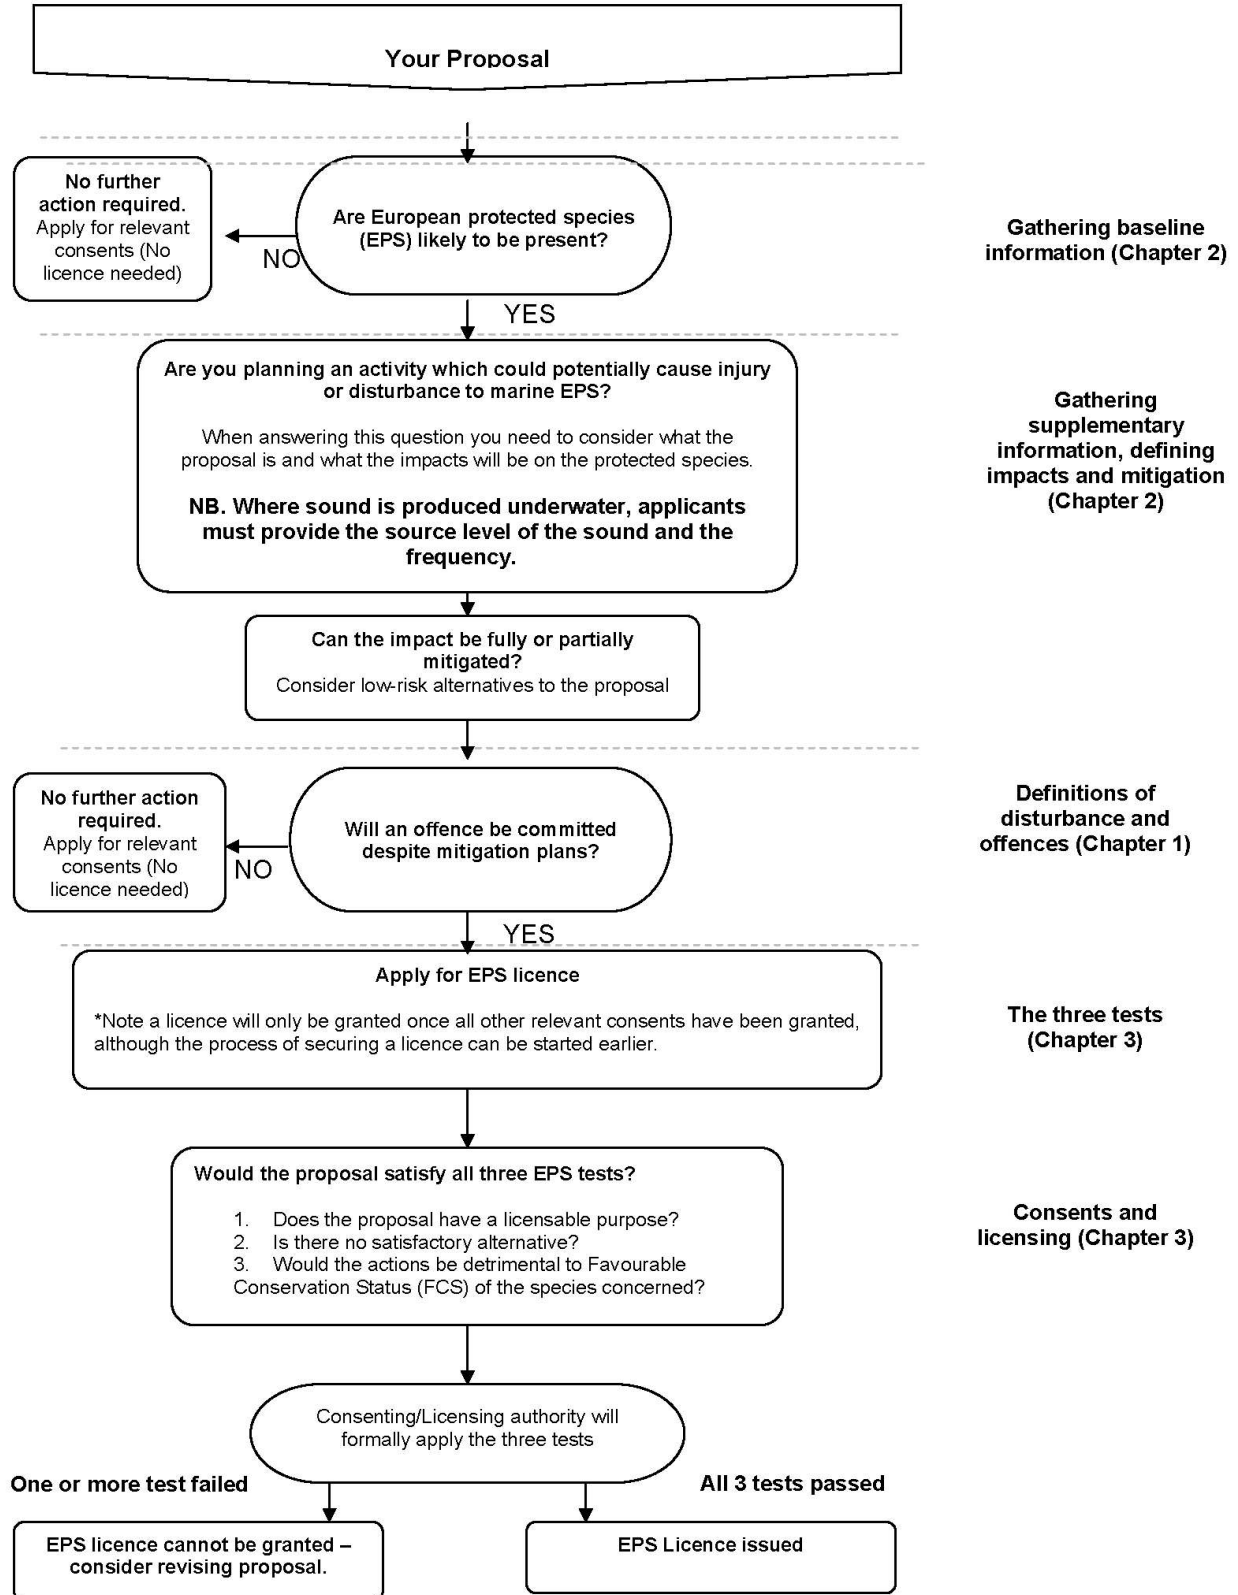 Your Proposal
No further
action required.
Apply for relevant
consents (No
licence needed)
NO
Are European protected species
(EPS) likely to be present?
Gathering baseline
information (Chapter 2)
YES
Are you planning an activity which could potentially cause injury
or disturbance to marine EPS?
When answering this question you need to consider what the
proposal is and what the impacts will be on the protected species.
NB. Where sound is produced underwater, applicants
must provide the source level of the sound and the
frequency.
Gathering
supplementary
information, defining
impacts and mitigation
(Chapter 2)
Can the impact be fully or partially
mitigated?
Consider low-risk alternatives to the proposal
No further action
required.
Apply for relevant
consents (No
licence needed)
NO
Will an offence be committed
despite mitigation plans?
Definitions of
disturbance and
offences (Chapter 1)
YES
Apply for EPS licence
*Note a licence will only be granted once all other relevant consents have been granted,
although the process of securing a licence can be started earlier.
The three tests
(Chapter 3)
Would the proposal satisfy all three EPS tests?
1. Does the proposal have a licensable purpose?
2. Is there no satisfactory alternative?
3. Would the actions be detrimental to Favourable
Conservation Status (FCS) of the species concerned?
Consents and
licensing (Chapter 3)
Consenting/Licensing authority will
formally apply the three tests
One or more test failed
All 3 tests passed
EPS licence cannot be granted –
consider revising proposal.
EPS Licence issued